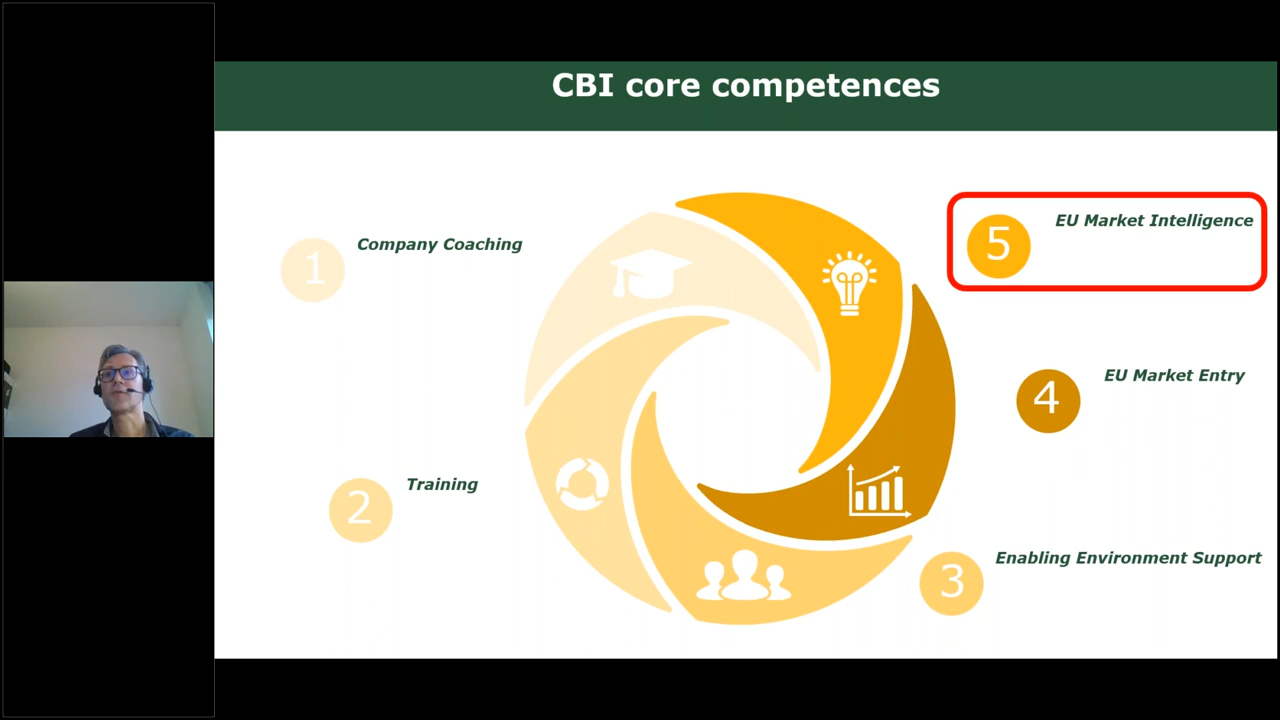 CBI core competences
1
Company Coaching
2
Training
3
Enabling Environment Support
4
EU Market Entry
5
EU Market Intelligence